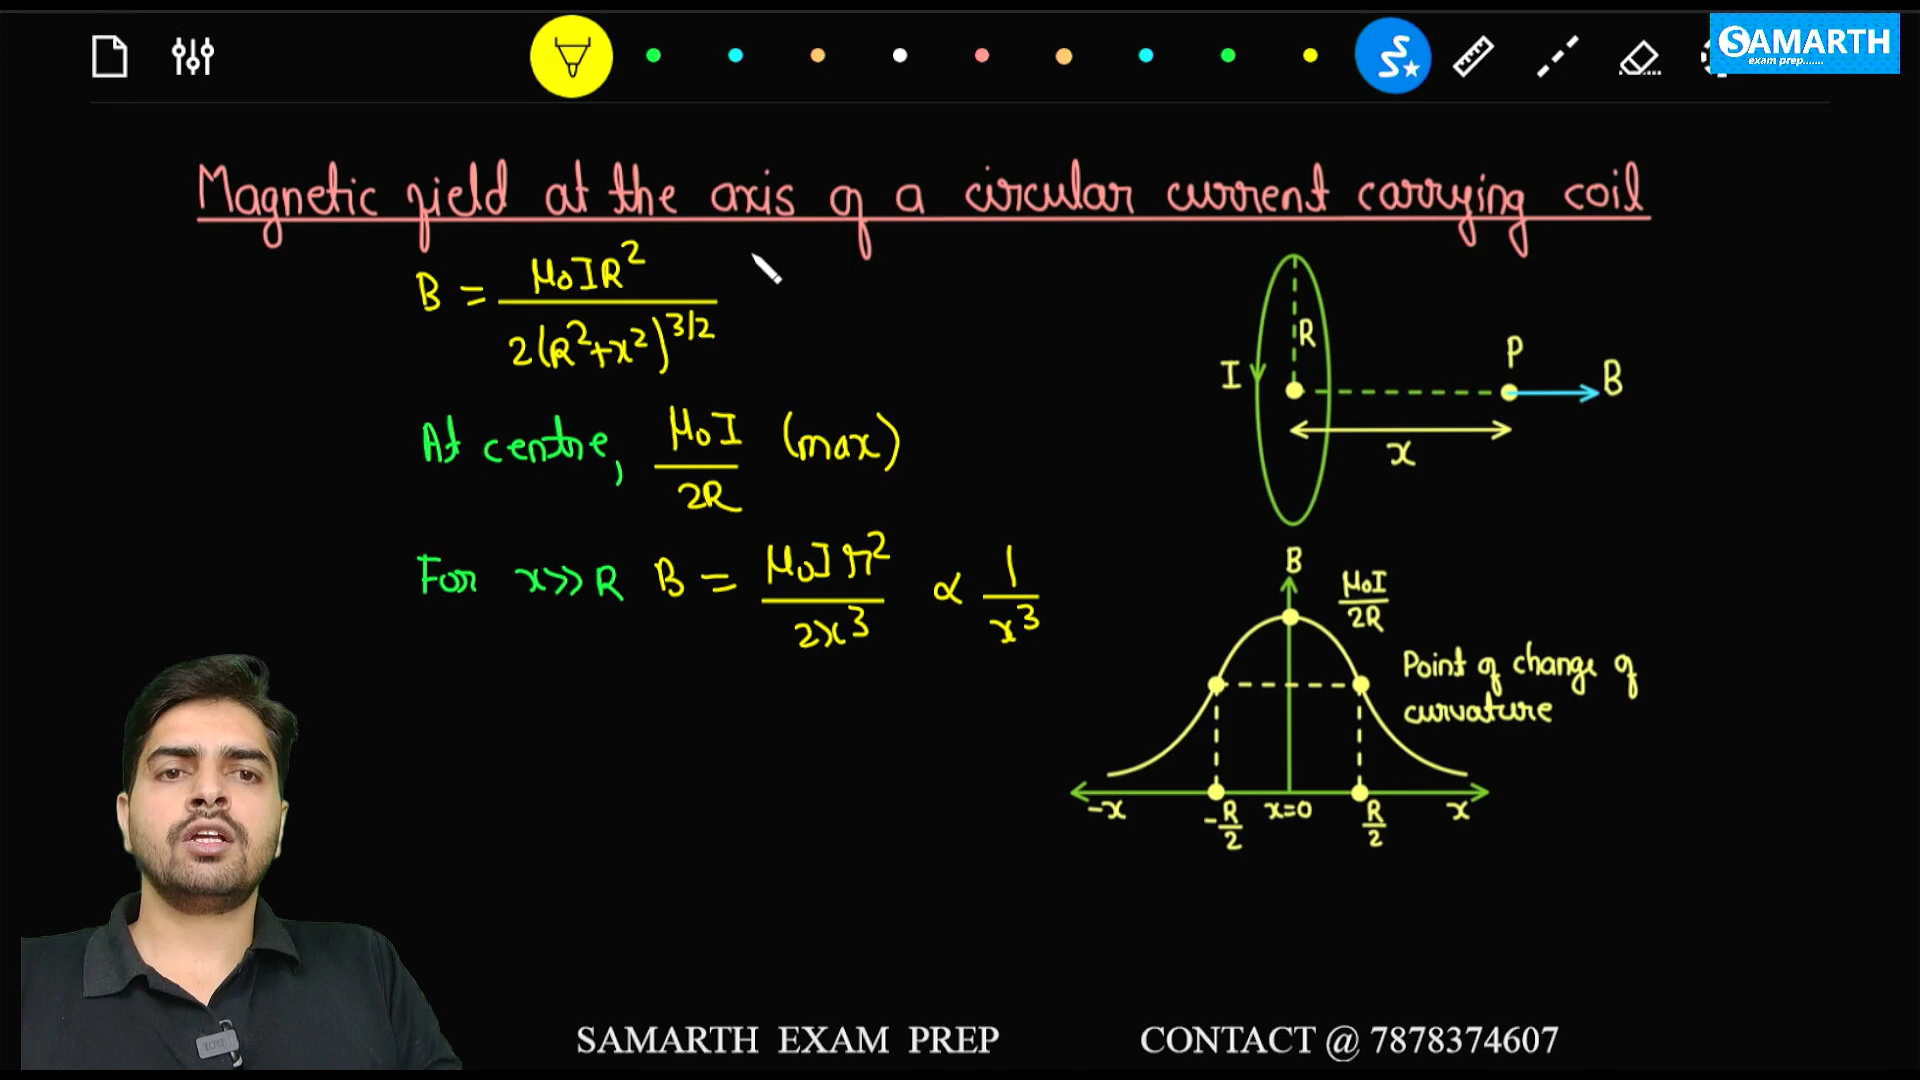 SAMARTH
exam prep.......
Magnetic field at the axis of a circular current carrying coil
B = μ₀IR² / 2(R²+x²)^3/2
At centre, μ₀I / 2R (max)
For x>>R B = μ₀Ir² / 2x³ ∝ 1 / x³
R
I
P
B
x
B
μ₀I / 2R
Point of change of
curvature
-x
-R/2
x=0
R/2
x
SAMARTH EXAM PREP
CONTACT @ 7878374607